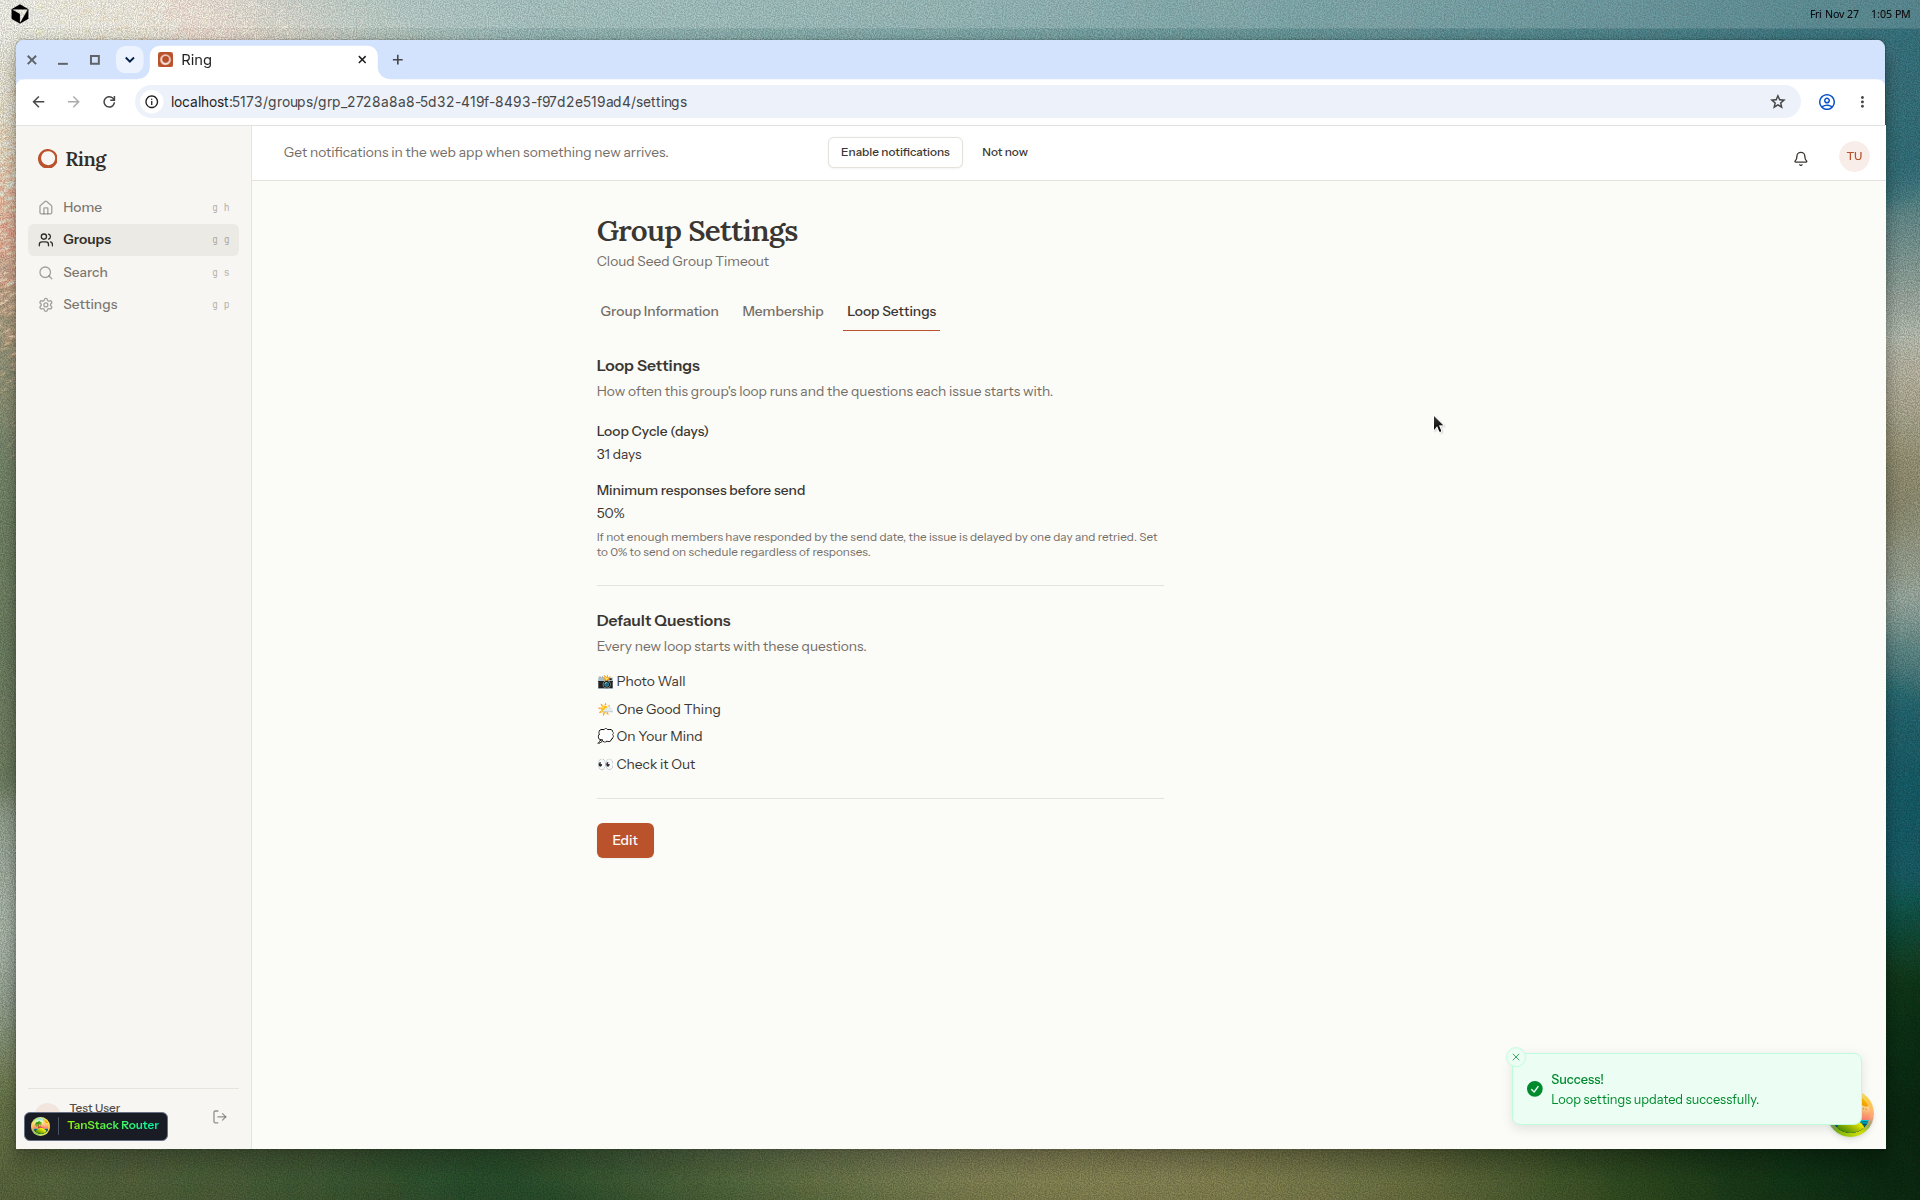 Fri Nov 27 1:05 PM
Ring
localhost:5173/groups/grp_2728a8a8-5d32-419f-8493-f97d2e519ad4/settings
Ring
Get notifications in the web app when something new arrives.
Enable notifications
Not now
TU
Home g h
Groups g g
Search g s
Settings g p
Group Settings
Cloud Seed Group Timeout
Group Information
Membership
Loop Settings
Loop Settings
How often this group's loop runs and the questions each issue starts with.
Loop Cycle (days)
31 days
Minimum responses before send
50%
If not enough members have responded by the send date, the issue is delayed by one day and retried. Set
to 0% to send on schedule regardless of responses.
Default Questions
Every new loop starts with these questions.
📸 Photo Wall
🌤️ One Good Thing
💭 On Your Mind
👀 Check it Out
Edit
Test User
TanStack Router
Success!
Loop settings updated successfully.